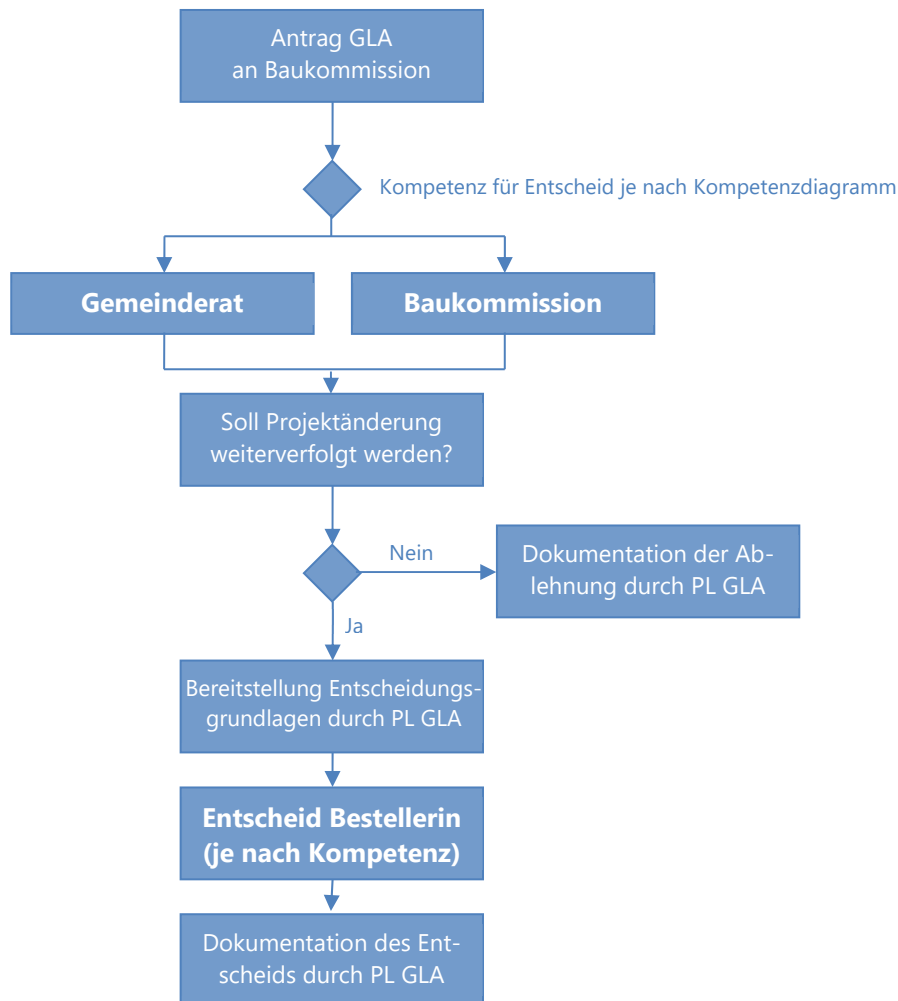 Antrag GLA
an Baukommission
Kompetenz für Entscheid je nach Kompetenzdiagramm
Gemeinderat
Baukommission
Soll Projektänderung
weiterverfolgt werden?
Nein
Dokumentation der Ab-
lehnung durch PL GLA
Ja
Bereitstellung Entscheidungs-
grundlagen durch PL GLA
Entscheid Bestellerin
(je nach Kompetenz)
Dokumentation des Ent-
scheids durch PL GLA